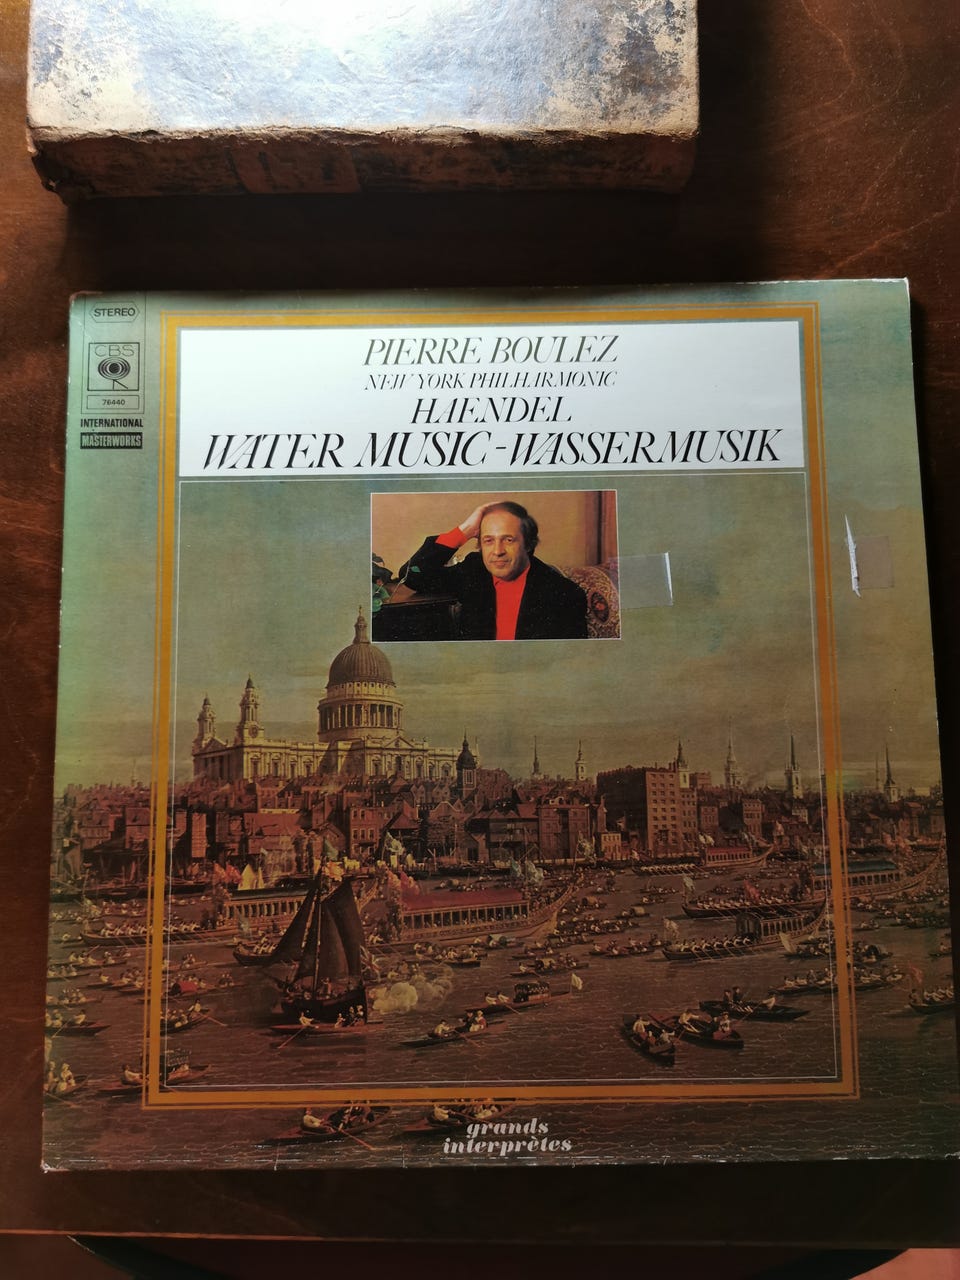 STEREO
CBS
76440
INTERNATIONAL
MASTERWORKS
PIERRE BOULEZ
NEW YORK PHILHARMONIC
HAENDEL
WATER MUSIC-WASSERMUSIK
grands
interprètes